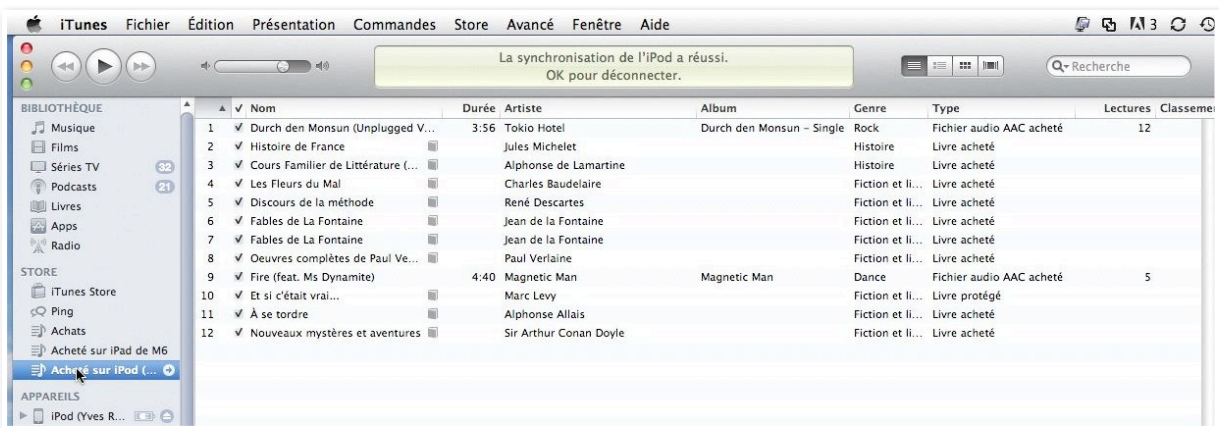 iTunes Fichier Édition Présentation Commandes Store Avancé Fenêtre Aide 3
La synchronisation de l'iPod a réussi.
OK pour déconnecter.
Recherche
BIBLIOTHÈQUE
Musique
Films
Séries TV 32
Podcasts 21
Livres
Apps
Radio
STORE
iTunes Store
Ping
Achats
Acheté sur iPad de M6
Acheté sur iPod (...
APPAREILS
iPod (Yves R...
Nom Durée Artiste Album Genre Type Lectures Classeme
1 Durch den Monsun (Unplugged V... 3:56 Tokio Hotel Durch den Monsun – Single Rock Fichier audio AAC acheté 12
2 Histoire de France Jules Michelet Histoire Livre acheté
3 Cours Familier de Littérature (... Alphonse de Lamartine Histoire Livre acheté
4 Les Fleurs du Mal Charles Baudelaire Fiction et li... Livre acheté
5 Discours de la méthode René Descartes Fiction et li... Livre acheté
6 Fables de La Fontaine Jean de la Fontaine Fiction et li... Livre acheté
7 Fables de La Fontaine Jean de la Fontaine Fiction et li... Livre acheté
8 Oeuvres complètes de Paul Ve... Paul Verlaine Fiction et li... Livre acheté
9 Fire (feat. Ms Dynamite) 4:40 Magnetic Man Magnetic Man Dance Fichier audio AAC acheté 5
10 Et si c'était vrai... Marc Levy Fiction et li... Livre protégé
11 À se tordre Alphonse Allais Fiction et li... Livre acheté
12 Nouveaux mystères et aventures Sir Arthur Conan Doyle Fiction et li... Livre acheté